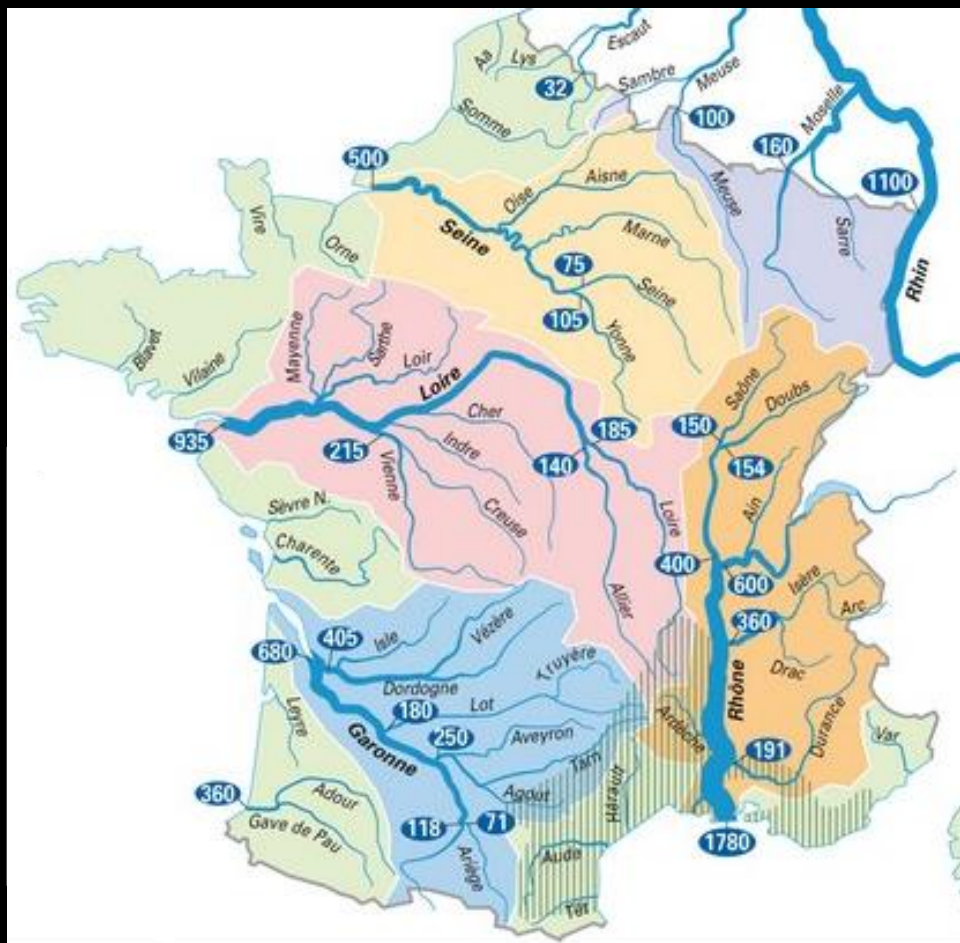 Escaut
Aa
Lys
32
Sambre
Meuse
Somme
100
Moselle
160
500
1100
Oise
Aisne
Meuse
Vire
Orne
Seine
Marne
Sarre
75
Seine
Rhin
105
Yonne
Mayenne
Sarthe
Loir
Blavet
Vilaine
Loire
Saône
Doubs
Cher
935
215
185
150
Indre
140
154
Vienne
Creuse
Ain
Sèvre N.
Loire
Charente
400
600
Isère
Allier
Arc
360
Isle
Vézère
405
680
Drac
Truyère
Dordogne
Rhône
Lot
180
Leyre
Ardèche
Durance
Garonne
250
Aveyron
Var
191
Tarn
360
Adour
Agout
Hérault
Gave de Pau
118
71
1780
Aude
Ariège
Têt